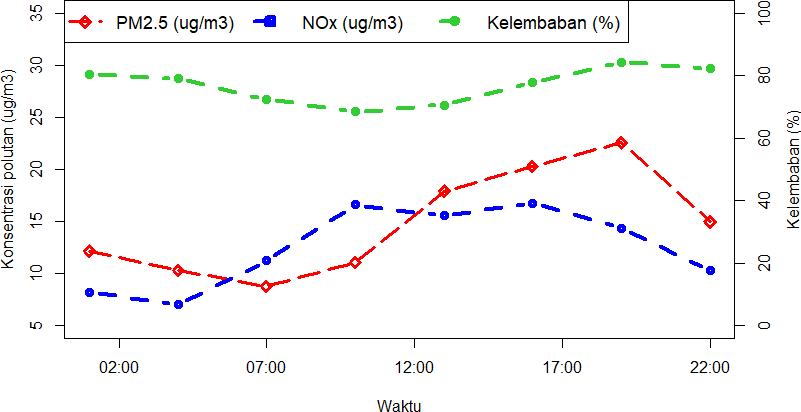 PM2.5 (ug/m3) NOx (ug/m3) Kelembaban (%)
Konsentrasi polutan (ug/m3)
35
30
25
20
15
10
5
100
80
60
40
20
0
Kelembaban (%)
02:00 07:00 12:00 17:00 22:00
Waktu